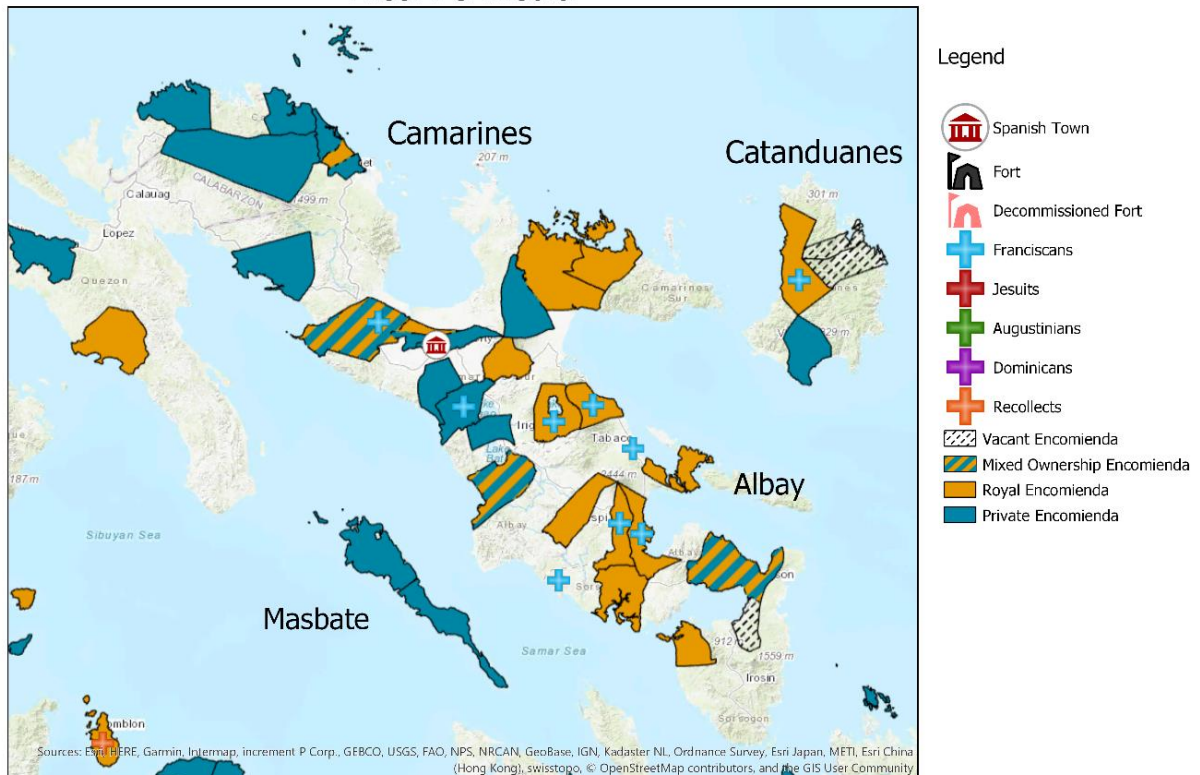 Camarines
Catanduanes
207 m
301 m
Calauag
CALABARZON
1499 m
Lopez
Quezon
Camarines
Sur
Tabaco
2444 m
Albay
Albay
Sibuyan Sea
Masbate
Samar Sea
912 m
1559 m
Irosin
Sorsogon
187 m
Sources: Esri, HERE, Garmin, Intermap, increment P Corp., GEBCO, USGS, FAO, NPS, NRCAN, GeoBase, IGN, Kadaster NL, Ordnance Survey, Esri Japan, METI, Esri China
(Hong Kong), swisstopo, © OpenStreetMap contributors, and the GIS User Community
Legend
Spanish Town
Fort
Decommissioned Fort
Franciscans
Jesuits
Augustinians
Dominicans
Recollects
Vacant Encomienda
Mixed Ownership Encomienda
Royal Encomienda
Private Encomienda